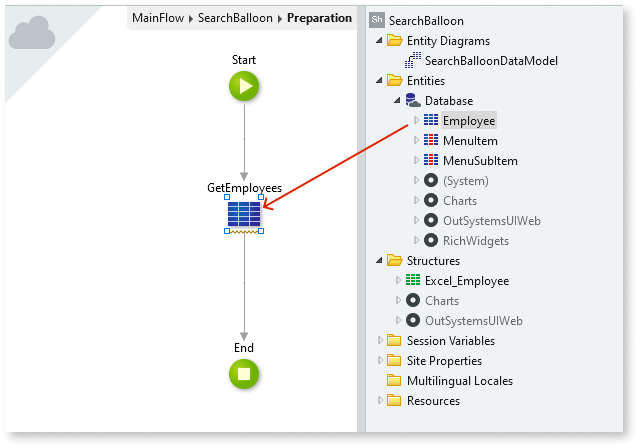 MainFlow ▸ SearchBalloon ▸ Preparation
Start
GetEmployees
End
Sh SearchBalloon
Entity Diagrams
SearchBalloonDataModel
Entities
Database
Employee
MenuItem
MenuSubItem
(System)
Charts
OutSystemsUIWeb
RichWidgets
Structures
Excel_Employee
Charts
OutSystemsUIWeb
Session Variables
Site Properties
Multilingual Locales
Resources